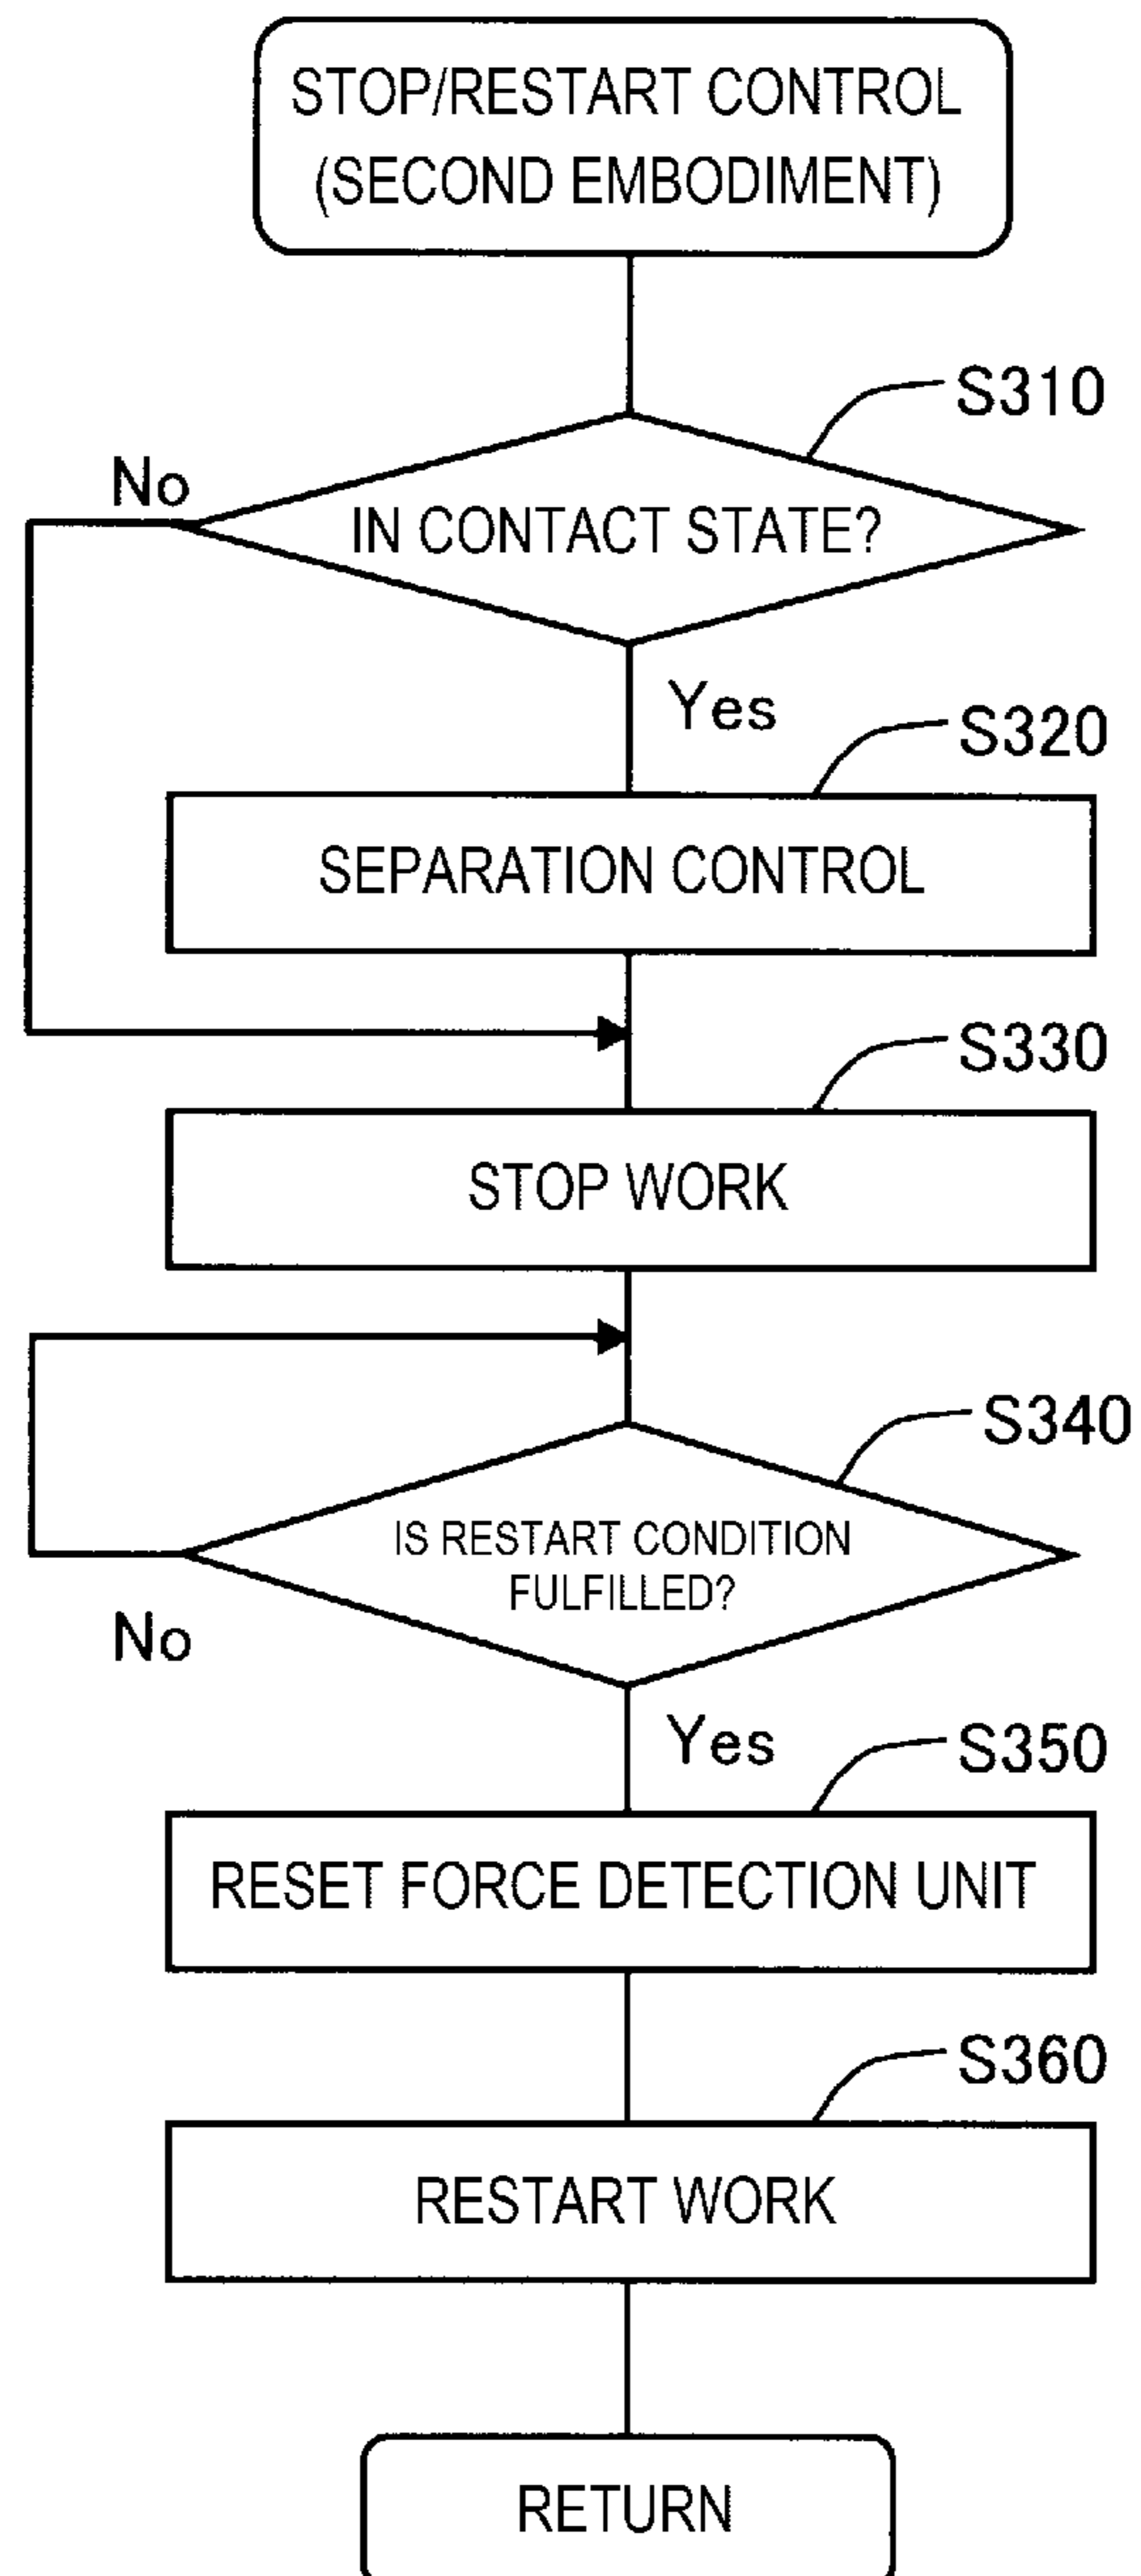 STOP/RESTART CONTROL
(SECOND EMBODIMENT)
S310
No
IN CONTACT STATE?
Yes
S320
SEPARATION CONTROL
S330
STOP WORK
S340
IS RESTART CONDITION
FULFILLED?
No
Yes
S350
RESET FORCE DETECTION UNIT
S360
RESTART WORK
RETURN